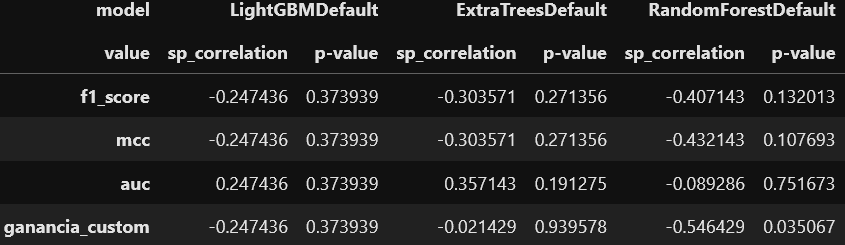 model LightGBMDefault ExtraTreesDefault RandomForestDefault
value sp_correlation p-value sp_correlation p-value sp_correlation p-value
f1_score -0.247436 0.373939 -0.303571 0.271356 -0.407143 0.132013
mcc -0.247436 0.373939 -0.303571 0.271356 -0.432143 0.107693
auc 0.247436 0.373939 0.357143 0.191275 -0.089286 0.751673
ganancia_custom -0.247436 0.373939 -0.021429 0.939578 -0.546429 0.035067